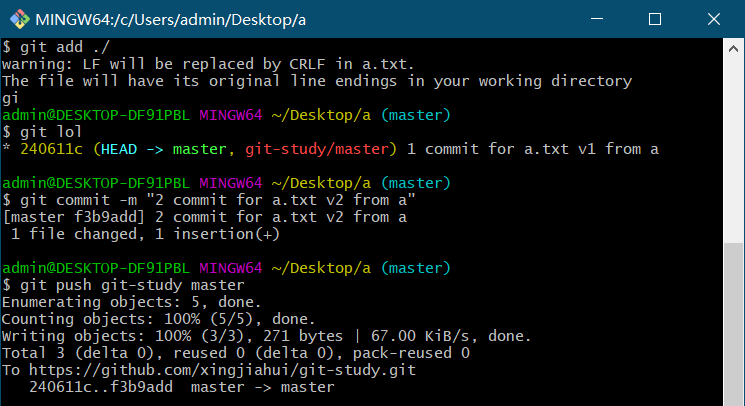 MINGW64:/c/Users/admin/Desktop/a
$ git add ./
warning: LF will be replaced by CRLF in a.txt.
The file will have its original line endings in your working directory
gi
admin@DESKTOP-DF91PBL MINGW64 ~/Desktop/a (master)
$ git lol
* 240611c (HEAD -> master, git-study/master) 1 commit for a.txt v1 from a
admin@DESKTOP-DF91PBL MINGW64 ~/Desktop/a (master)
$ git commit -m "2 commit for a.txt v2 from a"
[master f3b9add] 2 commit for a.txt v2 from a
 1 file changed, 1 insertion(+)
admin@DESKTOP-DF91PBL MINGW64 ~/Desktop/a (master)
$ git push git-study master
Enumerating objects: 5, done.
Counting objects: 100% (5/5), done.
Writing objects: 100% (3/3), 271 bytes | 67.00 KiB/s, done.
Total 3 (delta 0), reused 0 (delta 0), pack-reused 0
To https://github.com/xingjiahui/git-study.git
   240611c..f3b9add  master -> master